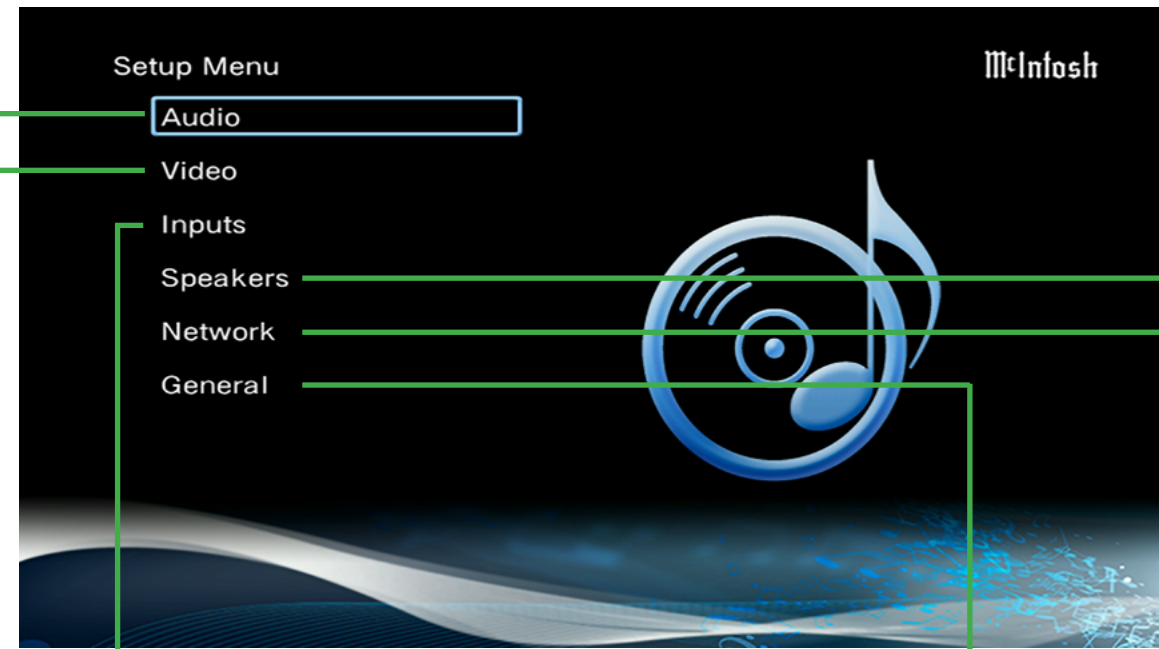 Setup Menu
McIntosh
Audio
Video
Inputs
Speakers
Network
General